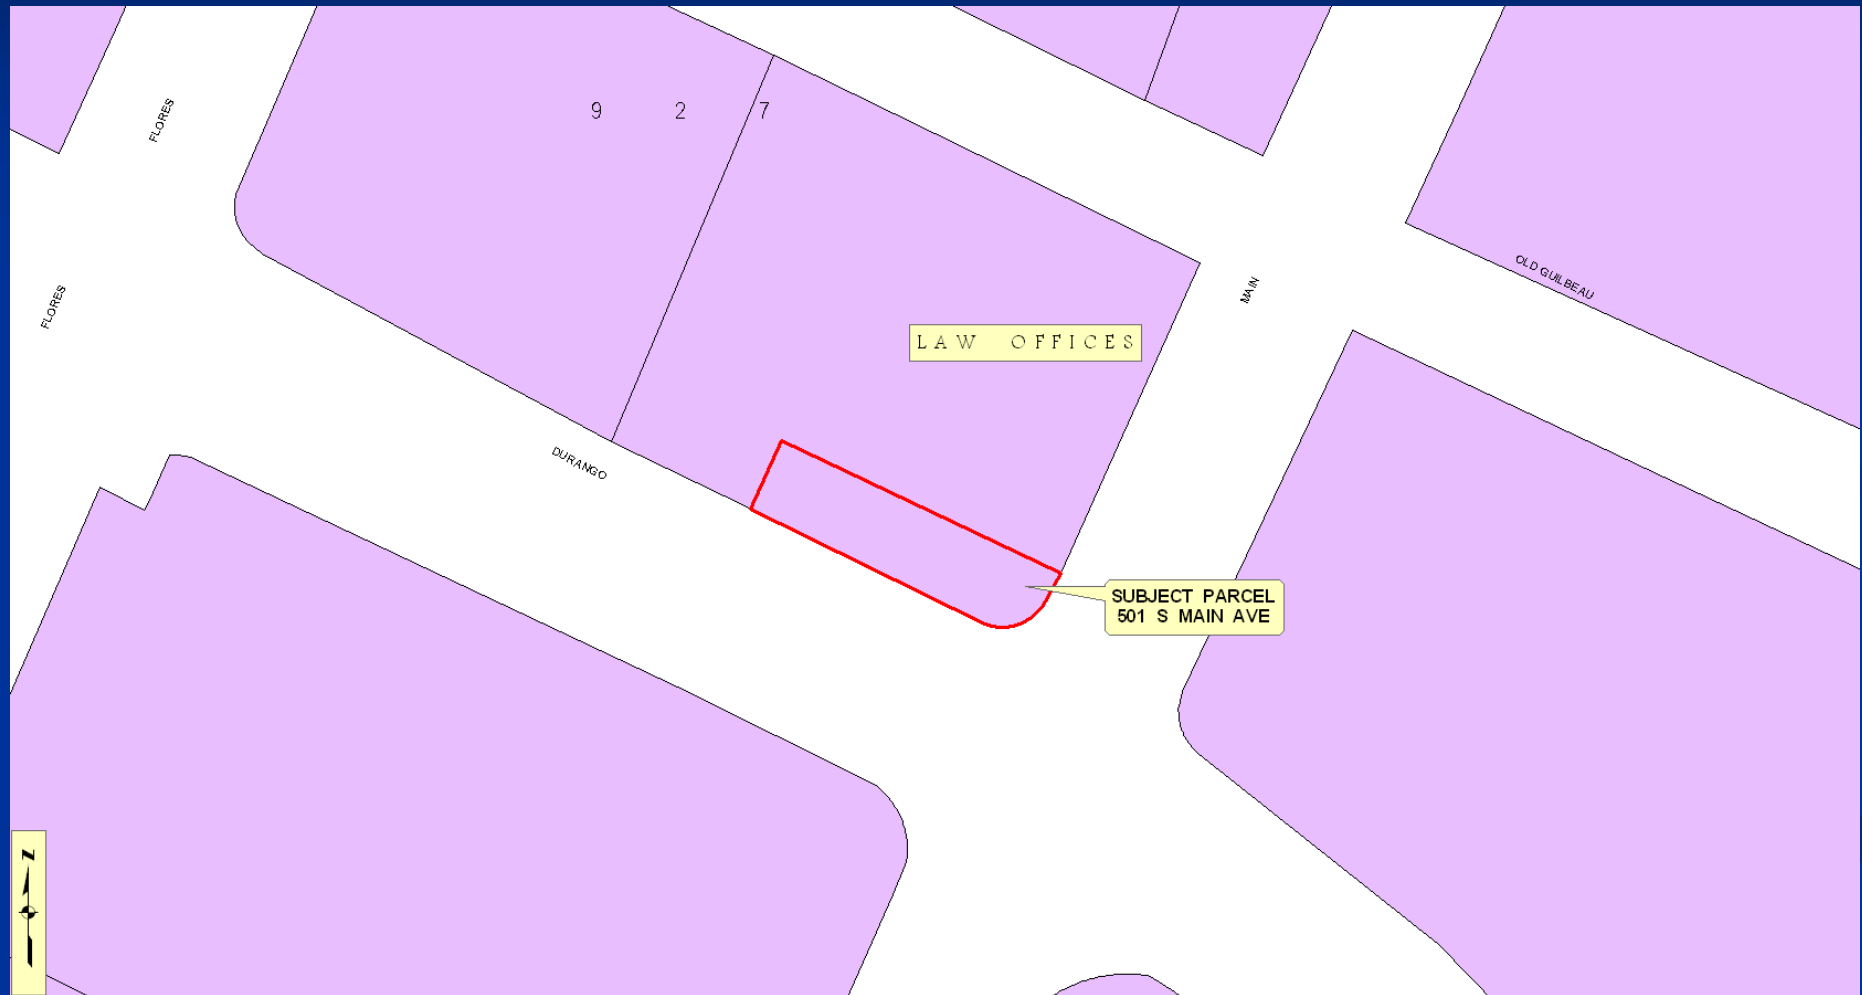 FLORES
9 2 7
FLORES
OLD GUILBEAU
MAIN
LAW OFFICES
DURANGO
SUBJECT PARCEL
501 S MAIN AVE
N